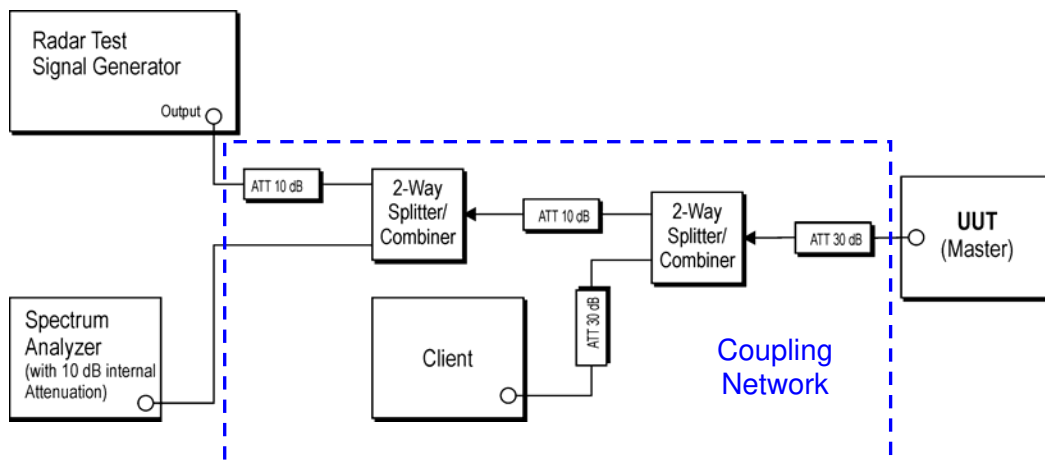 Radar Test
Signal Generator
Output
ATT 10 dB
2-Way
Splitter/
Combiner
ATT 10 dB
2-Way
Splitter/
Combiner
ATT 30 dB
UUT
(Master)
Spectrum
Analyzer
(with 10 dB internal
Attenuation)
Client
ATT 30 dB
Coupling
Network